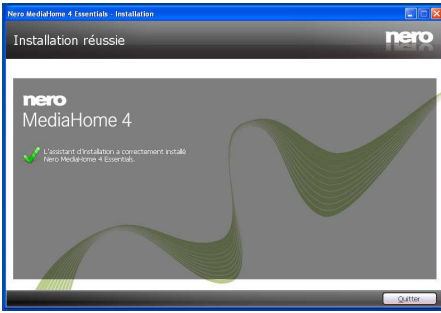 Nero MediaHome 4 Essentials - Installation
Installation réussie
nero
nero
MediaHome 4
L'assistant d'installation a correctement installé
Nero MediaHome 4 Essentials.
Quitter